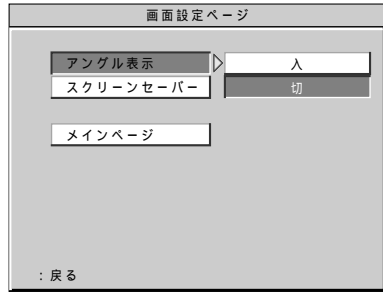 画面設定ページ
アングル表示
入
スクリーンセーバー
切
メインページ
：戻る